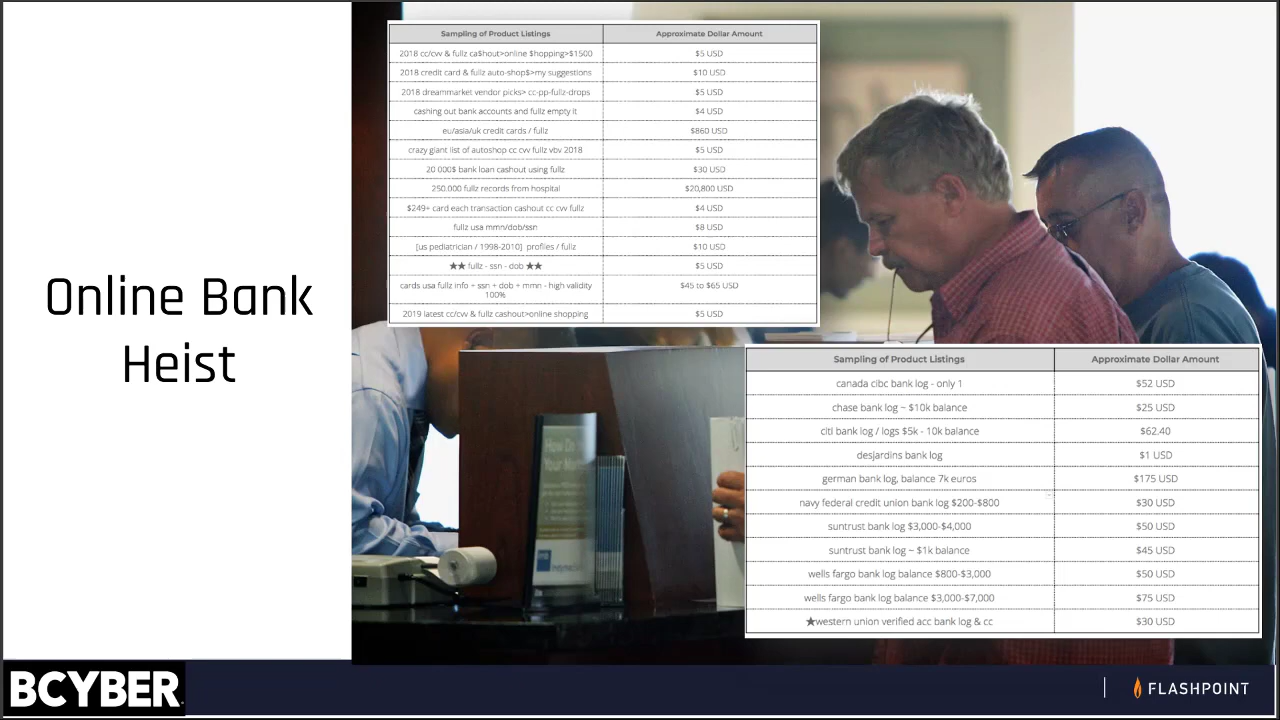 Online Bank
Heist
Sampling of Product Listings Approximate Dollar Amount
2018 cc/cvv & fullz ca$hout>online $hopping>$1500 $5 USD
2018 credit card & fullz auto-shop$>my suggestions $10 USD
2018 dreammarket vendor picks> cc-pp-fullz-drops $5 USD
cashing out bank accounts and fullz empty it $4 USD
eu/asia/uk credit cards / fullz $860 USD
crazy giant list of autoshop cc cvv fullz vbv 2018 $5 USD
20 000$ bank loan cashout using fullz $30 USD
250.000 fullz records from hospital $20,800 USD
$249+ card each transaction cashout cc cvv fullz $4 USD
fullz usa mmn/dob/ssn $8 USD
[us pediatrician / 1998-2010] profiles / fullz $10 USD
★★ fullz - ssn - dob ★★ $5 USD
cards usa fullz info + ssn + dob + mmn - high validity $45 to $65 USD
100%
2019 latest cc/cvv & fullz cashout>online shopping $5 USD
Sampling of Product Listings Approximate Dollar Amount
canada cibc bank log - only 1 $52 USD
chase bank log ~ $10k balance $25 USD
citi bank log / logs $5k - 10k balance $62.40
desjardins bank log $1 USD
german bank log, balance 7k euros $175 USD
navy federal credit union bank log $200-$800 $30 USD
suntrust bank log $3,000-$4,000 $50 USD
suntrust bank log ~ $1k balance $45 USD
wells fargo bank log balance $800-$3,000 $50 USD
wells fargo bank log balance $3,000-$7,000 $75 USD
★western union verified acc bank log & cc $30 USD
BCYBER.
FLASHPOINT